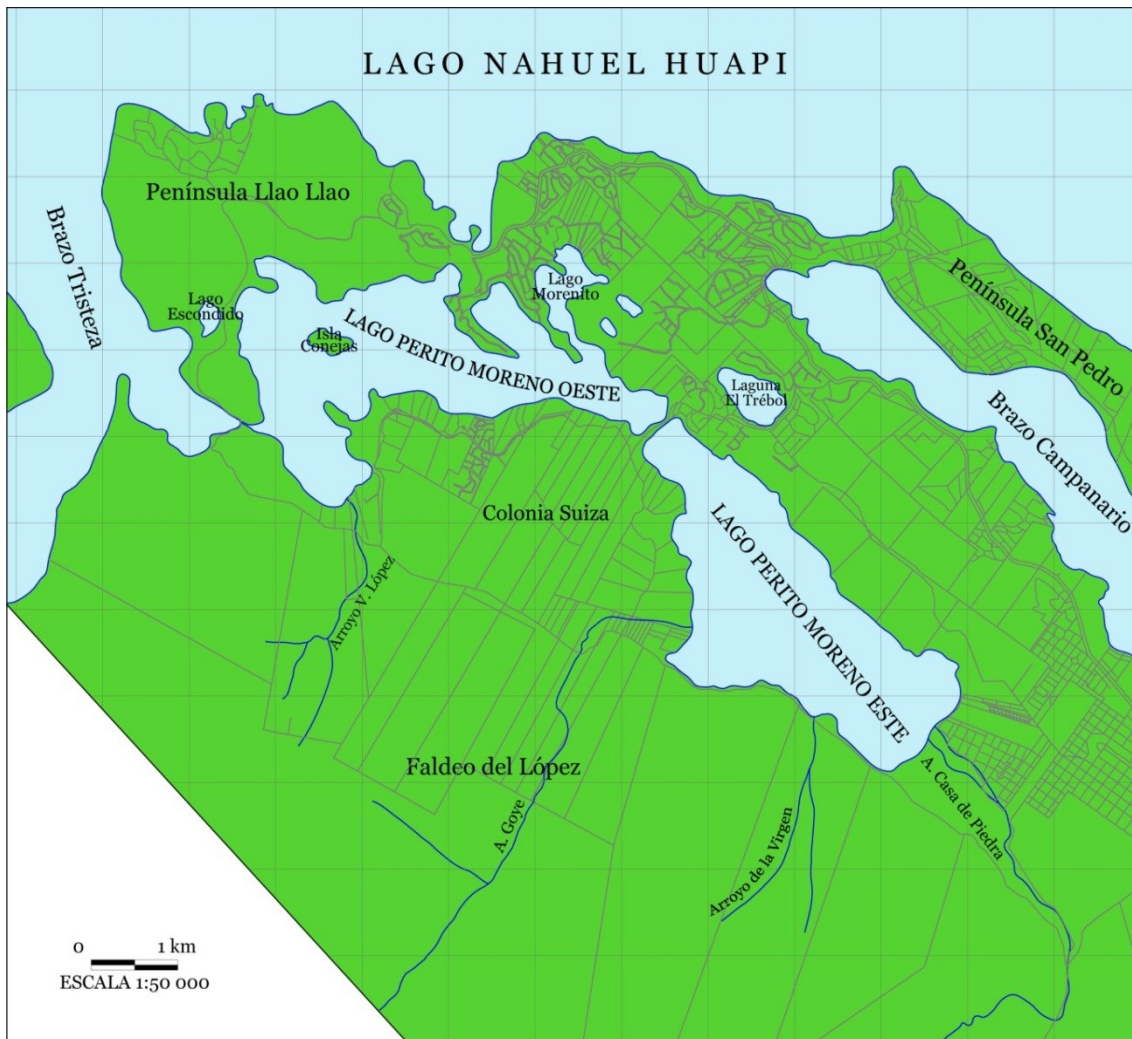 LAGO NAHUEL HUAPI
Península Llao Llao
Brazo Tristeza
Lago
Escondido
Isla
Conejas
LAGO PERITO MORENO OESTE
Lago
Morenito
Península San Pedro
Laguna
El Trébol
Brazo Campanario
Colonia Suiza
LAGO PERITO MORENO ESTE
Arroyo V. López
Faldeo del López
A. Goye
Arroyo de la Virgen
A. Casa de Piedra
0 1 km
ESCALA 1:50 000